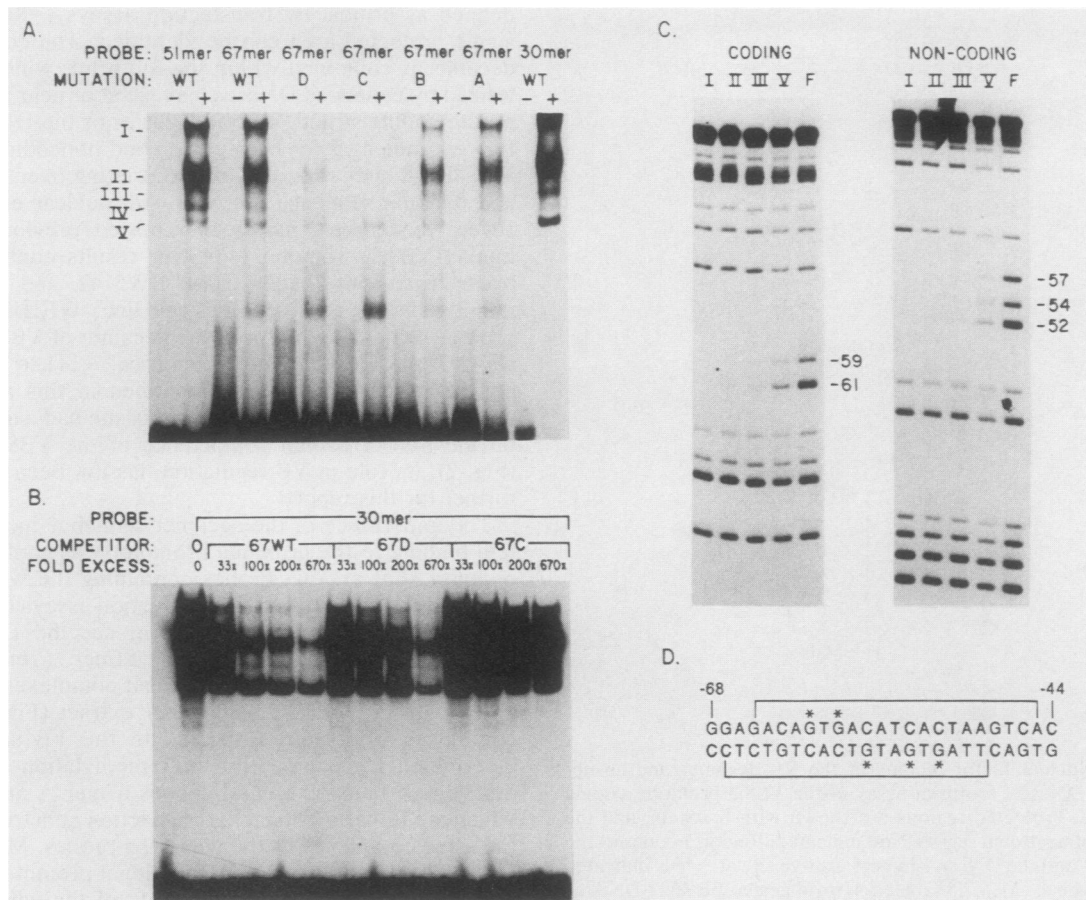 A.
PROBE: 51mer 67mer 67mer 67mer 67mer 67mer 30mer
MUTATION: WT WT D C B A WT
- + - + - + - + - + - + - +
I -
II -
III -
IV -
V -
B.
PROBE: 30mer
COMPETITOR: O 67WT 67D 67C
FOLD EXCESS: 0 33x 100x 200x 670x 33x 100x 200x 670x 33x 100x 200x 670x
C.
CODING NON-CODING
I II III V F I II III V F
-57
-54
-52
-59
-61
D.
-68 -44
* *
GGAGACAGTGACATCACTAAGTCAC
CCTCTGTCACTGTAGTGATTCAGTG
* * *